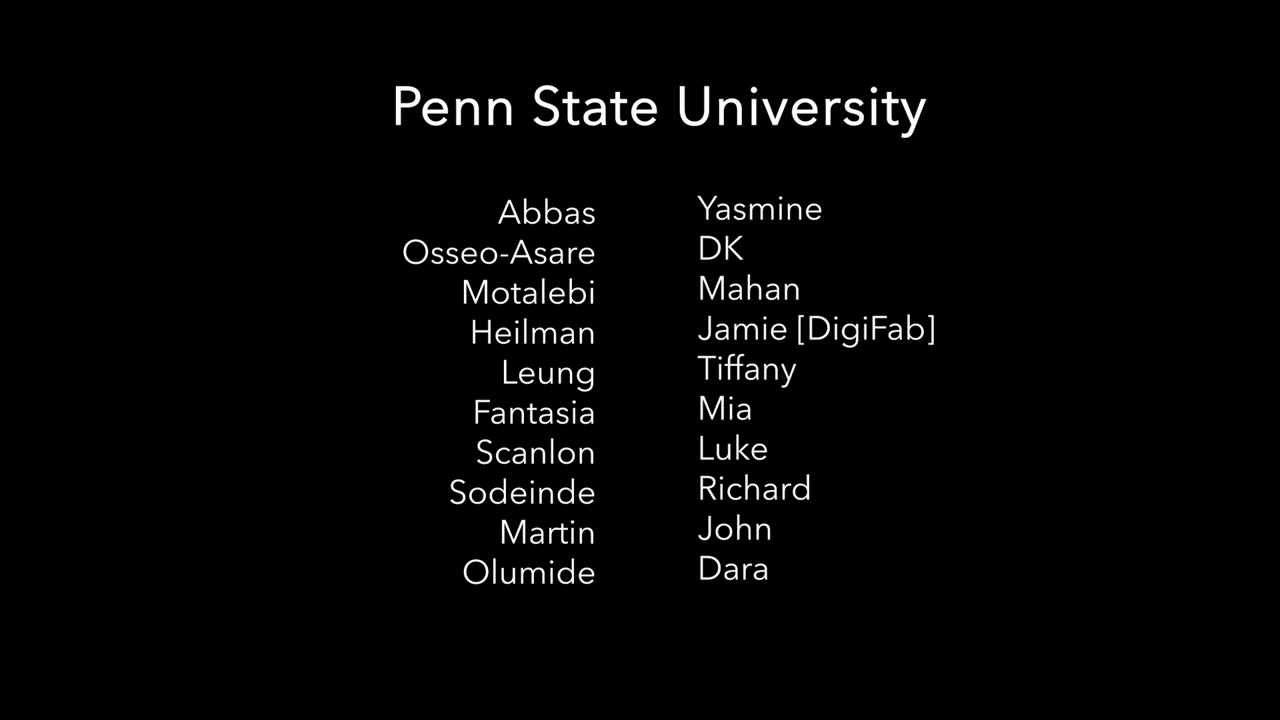 Penn State University
Abbas Yasmine
Osseo-Asare DK
Motalebi Mahan
Heilman Jamie [DigiFab]
Leung Tiffany
Fantasia Mia
Scanlon Luke
Sodeinde Richard
Martin John
Olumide Dara